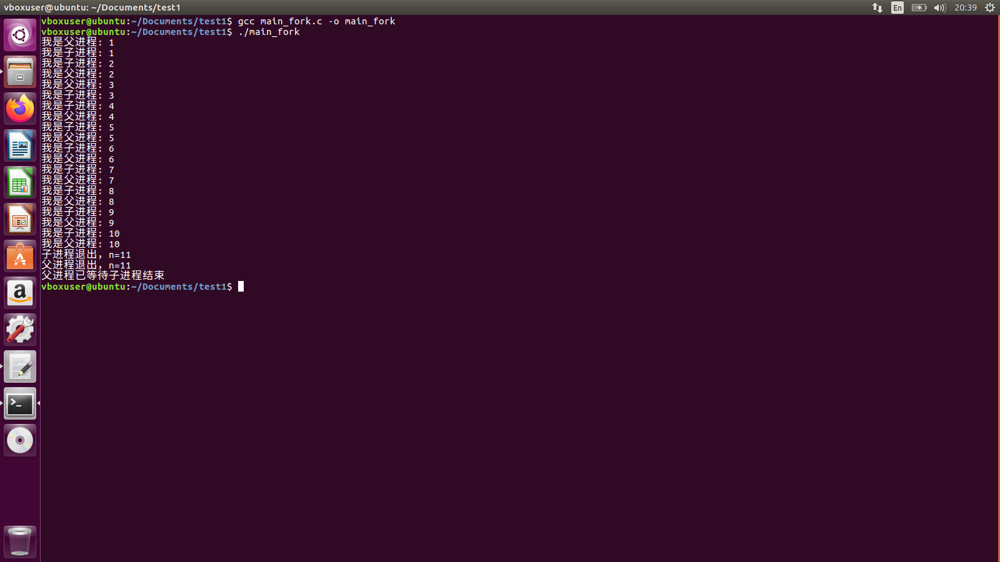 vboxuser@ubuntu: ~/Documents/test1
En
20:39
vboxuser@ubuntu:~/Documents/test1$ gcc main_fork.c -o main_fork
vboxuser@ubuntu:~/Documents/test1$ ./main_fork
我是父进程: 1
我是子进程: 1
我是子进程: 2
我是父进程: 2
我是父进程: 3
我是子进程: 3
我是子进程: 4
我是父进程: 4
我是子进程: 5
我是父进程: 5
我是子进程: 6
我是父进程: 6
我是子进程: 7
我是父进程: 7
我是子进程: 8
我是父进程: 8
我是子进程: 9
我是父进程: 9
我是子进程: 10
我是父进程: 10
子进程退出，n=11
父进程退出，n=11
父进程已等待子进程结束
vboxuser@ubuntu:~/Documents/test1$